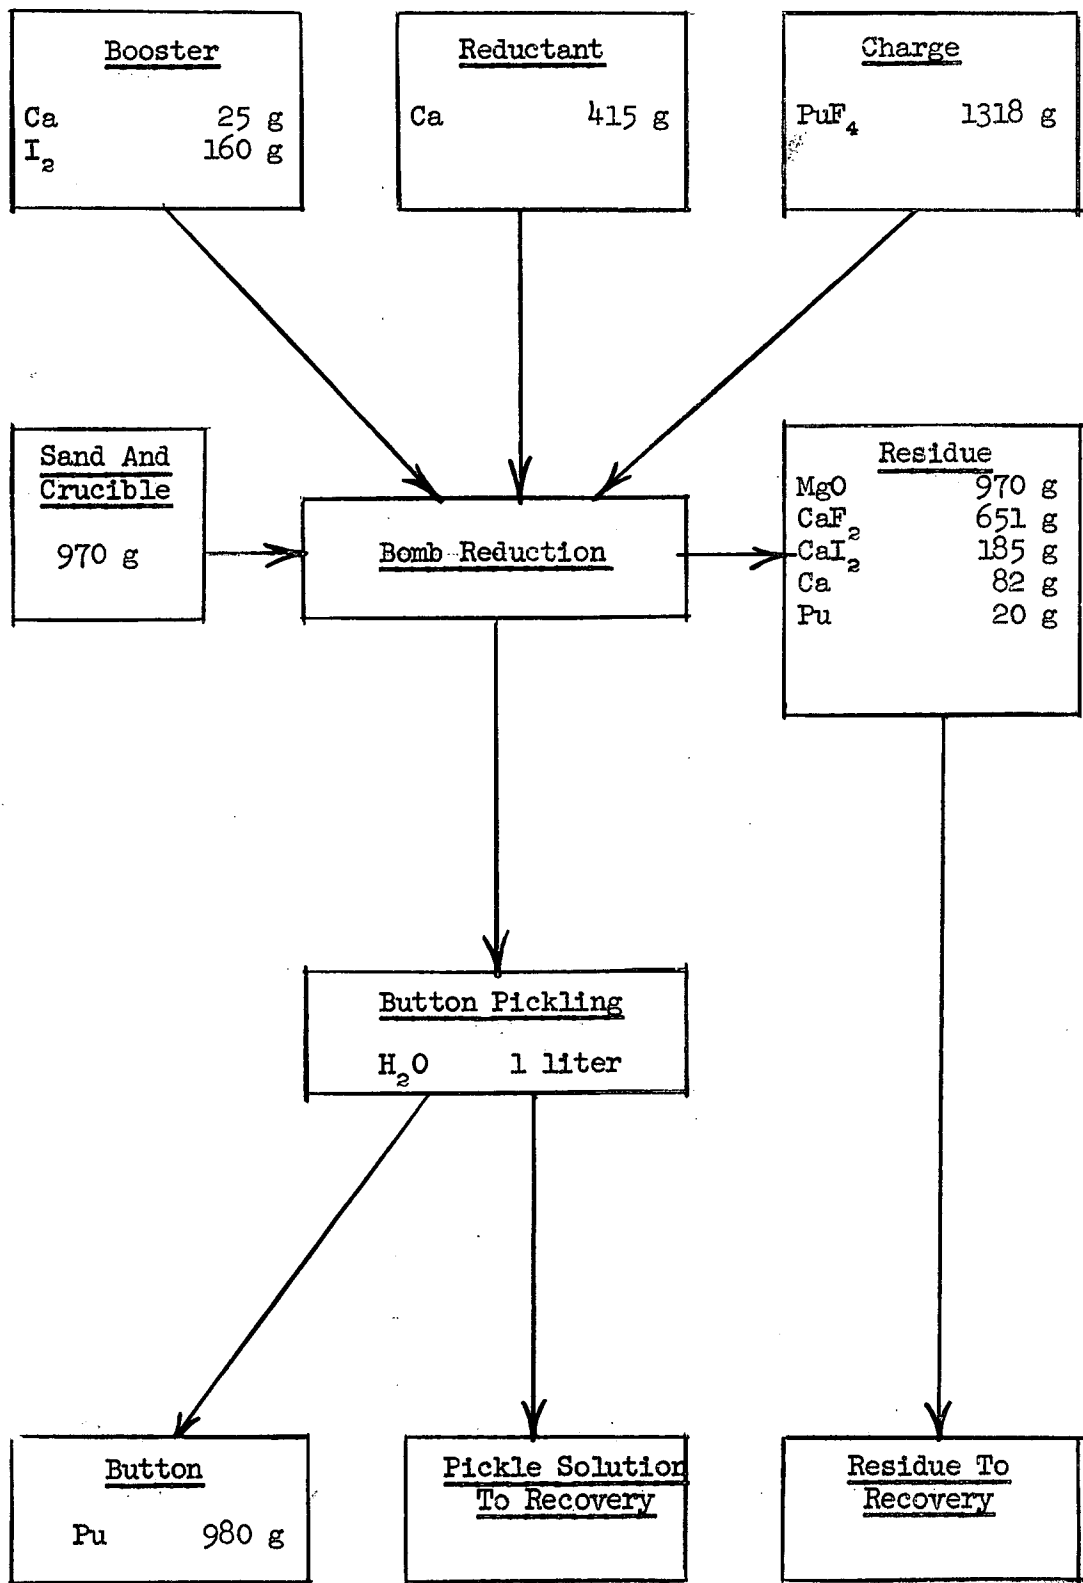 Booster
Ca 25 g
I₂ 160 g
Reductant
Ca 415 g
Charge
PuF₄ 1318 g
Sand And
Crucible
970 g
Bomb Reduction
Residue
MgO 970 g
CaF₂ 651 g
CaI₂ 185 g
Ca 82 g
Pu 20 g
Button Pickling
H₂O 1 liter
Button
Pu 980 g
Pickle Solution
To Recovery
Residue To
Recovery